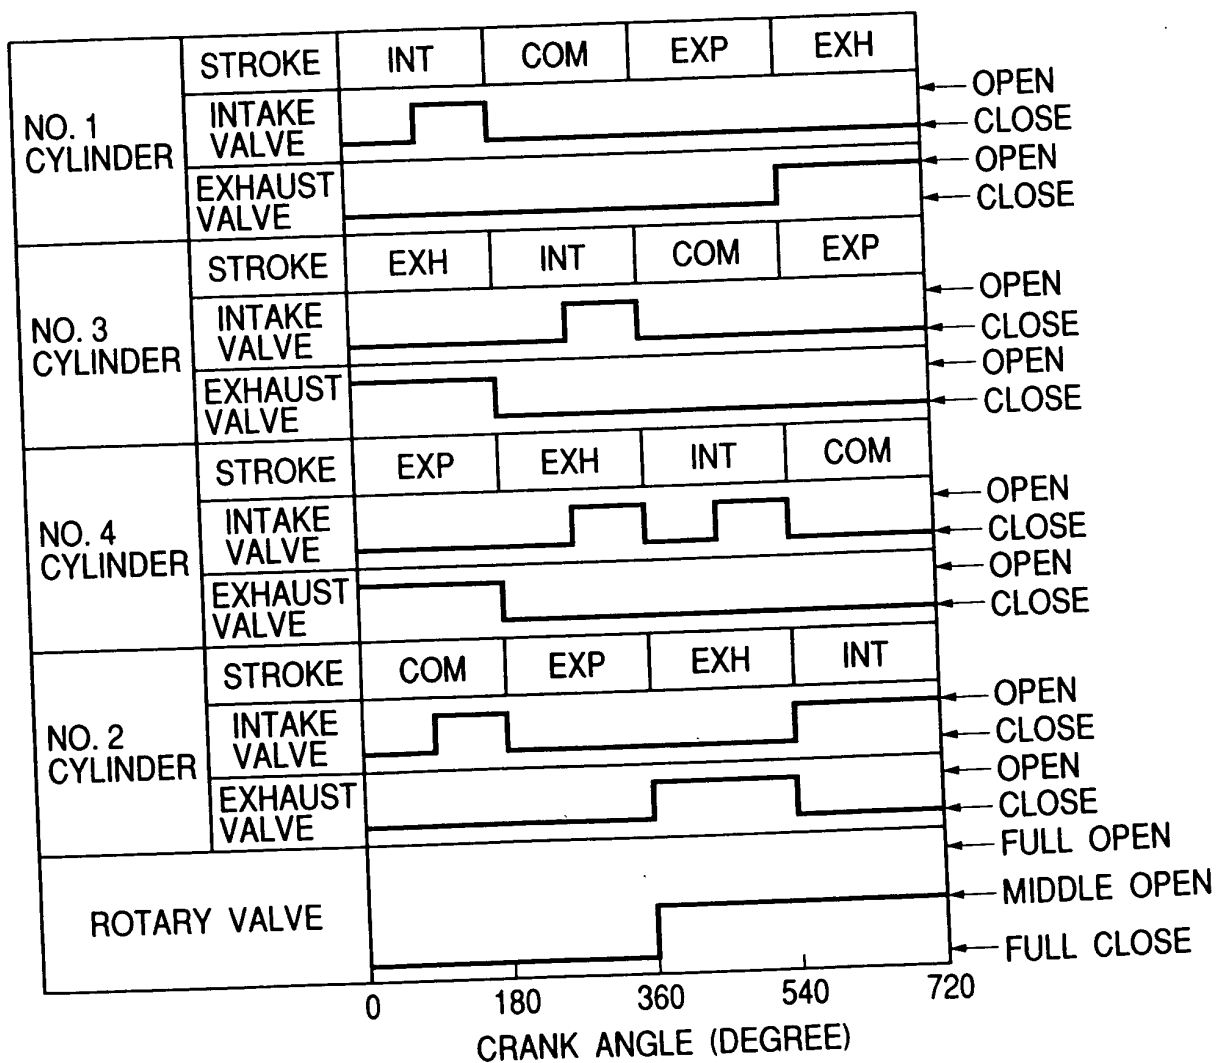 STROKE INT COM EXP EXH
NO. 1
CYLINDER
INTAKE
VALVE
OPEN
CLOSE
EXHAUST
VALVE
OPEN
CLOSE
STROKE EXH INT COM EXP
NO. 3
CYLINDER
INTAKE
VALVE
OPEN
CLOSE
EXHAUST
VALVE
OPEN
CLOSE
STROKE EXP EXH INT COM
NO. 4
CYLINDER
INTAKE
VALVE
OPEN
CLOSE
EXHAUST
VALVE
OPEN
CLOSE
STROKE COM EXP EXH INT
NO. 2
CYLINDER
INTAKE
VALVE
OPEN
CLOSE
EXHAUST
VALVE
OPEN
CLOSE
ROTARY VALVE
FULL OPEN
MIDDLE OPEN
FULL CLOSE
0 180 360 540 720
CRANK ANGLE (DEGREE)